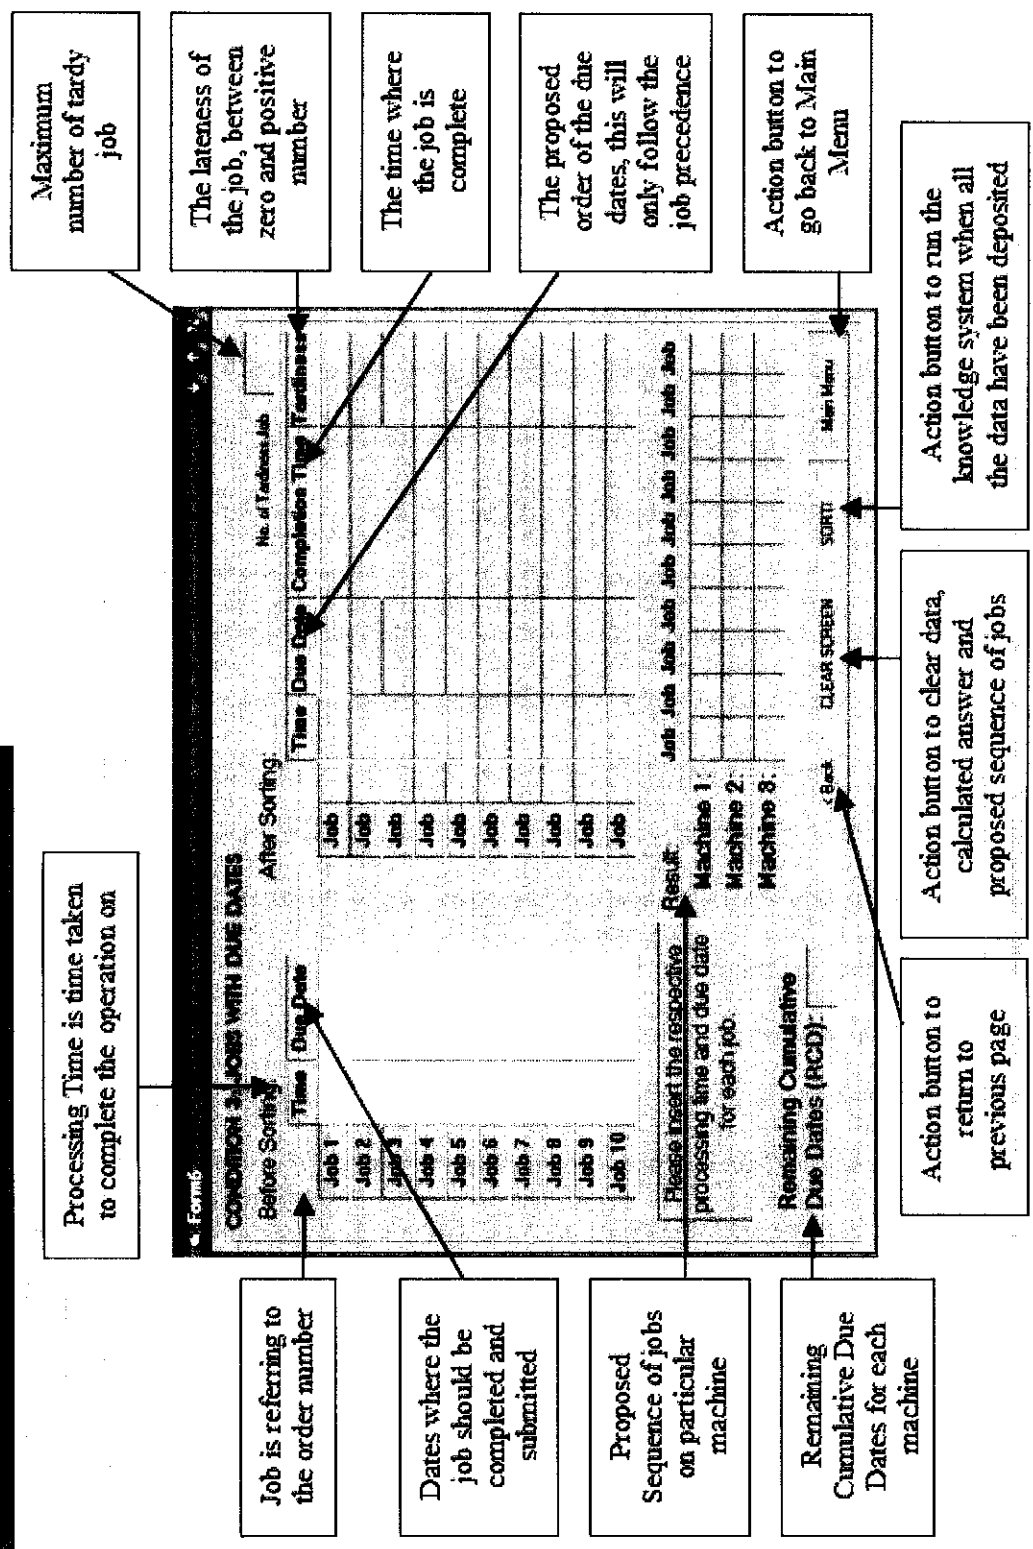 Processing Time is time taken
to complete the operation on
Maximum
number of tardy
job
The lateness of
the job, between
zero and positive
number
The time where
the job is
complete
The proposed
order of the due
dates, this will
only follow the
job precedence
Action button to
go back to Main
Menu
Job is referring to
the order number
Dates where the
job should be
completed and
submitted
Proposed
Sequence of jobs
on particular
machine
Remaining
Cumulative Due
Dates for each
machine
Form6
CONDITION 3: JOBS WITH DUE DATES
Before Sorting:
After Sorting:
No. of Tardiness Job
Time Due Date
Time Due Date Completion Time Tardiness
Job 1 Job
Job 2 Job
Job 3 Job
Job 4 Job
Job 5 Job
Job 6 Job
Job 7 Job
Job 8 Job
Job 9 Job
Job 10 Job
Please insert the respective
processing time and due date
for each job.
Remaining Cumulative
Due Dates (RCD):
Result:
Job Job Job Job Job Job Job Job Job Job
Machine 1:
Machine 2:
Machine 3:
< Back
CLEAR SCREEN
SORT!
Main Menu
Action button to
return to
previous page
Action button to clear data,
calculated answer and
proposed sequence of jobs
Action button to run the
knowledge system when all
the data have been deposited